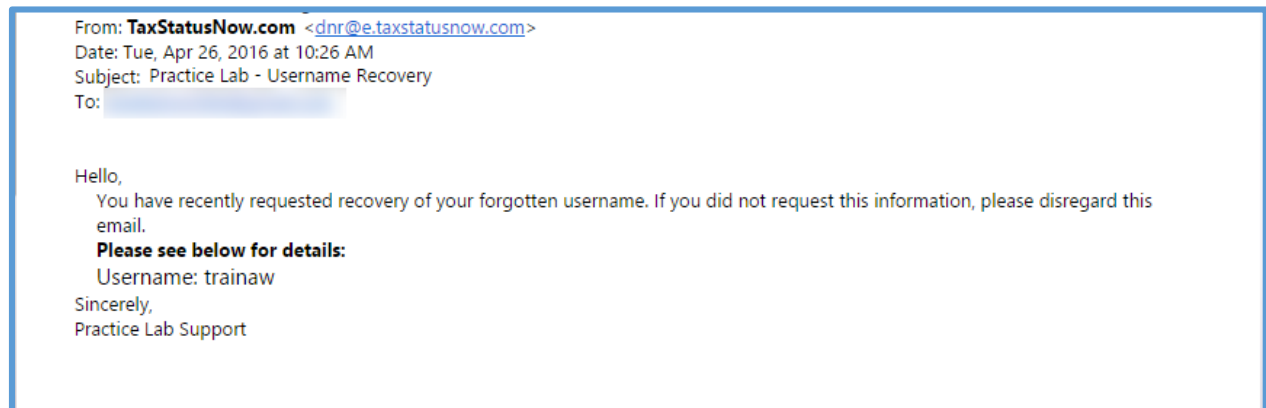 From: TaxStatusNow.com <dnr@e.taxstatusnow.com>
Date: Tue, Apr 26, 2016 at 10:26 AM
Subject: Practice Lab - Username Recovery
To:
Hello,
You have recently requested recovery of your forgotten username. If you did not request this information, please disregard this
email.
Please see below for details:
Username: trainaw
Sincerely,
Practice Lab Support